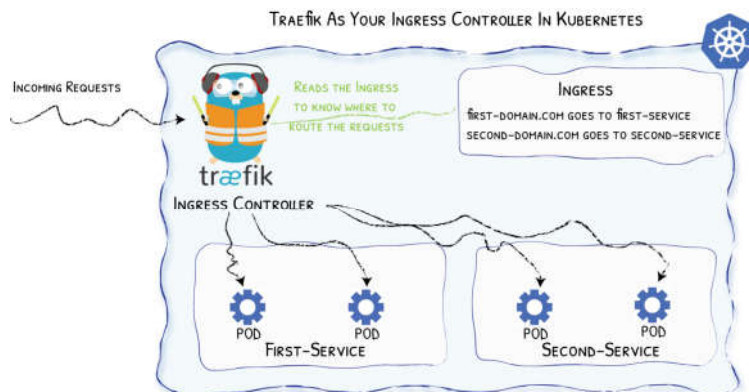 Traefik As Your Ingress Controller In Kubernetes
Incoming Requests
Reads the Ingress
to know where to
route the requests
Ingress
first-domain.com goes to first-service
second-domain.com goes to second-service
træfik
Ingress Controller
Pod
Pod
First-Service
Pod
Pod
Second-Service